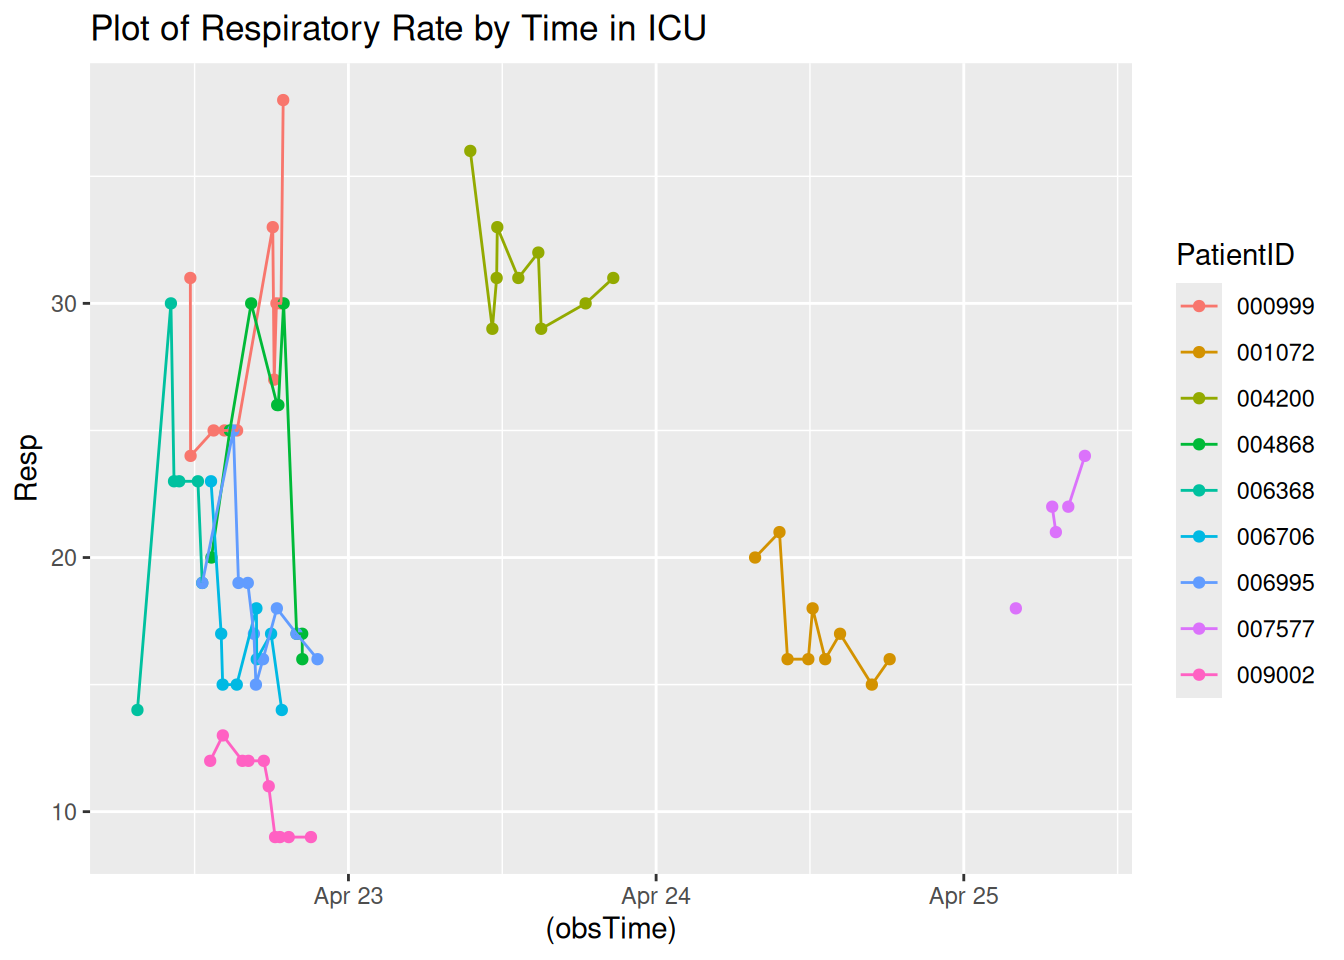 Plot of Respiratory Rate by Time in ICU
Resp
30
20
10
Apr 23
Apr 24
Apr 25
(obsTime)
PatientID
000999
001072
004200
004868
006368
006706
006995
007577
009002